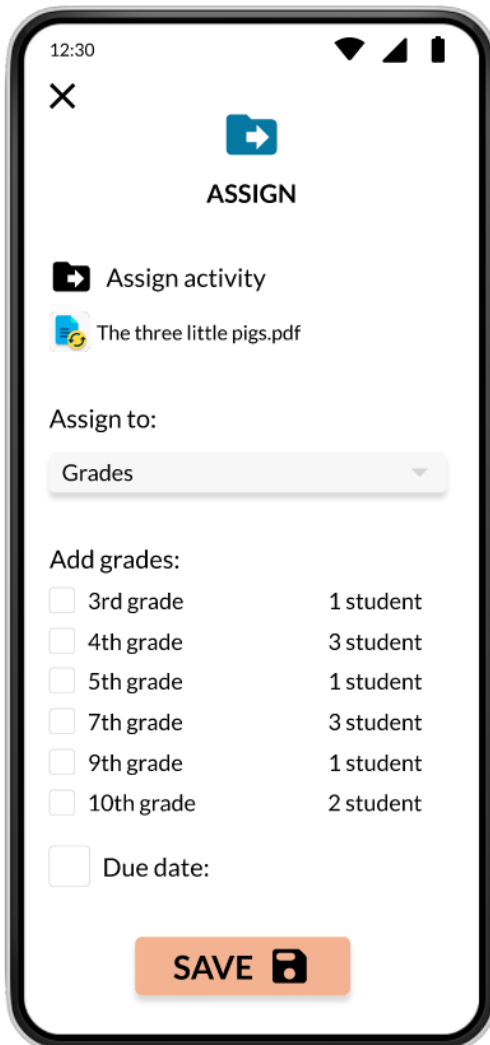 12:30
ASSIGN
Assign activity
The three little pigs.pdf
Assign to:
Grades
Add grades:
3rd grade 1 student
4th grade 3 student
5th grade 1 student
7th grade 3 student
9th grade 1 student
10th grade 2 student
Due date:
SAVE